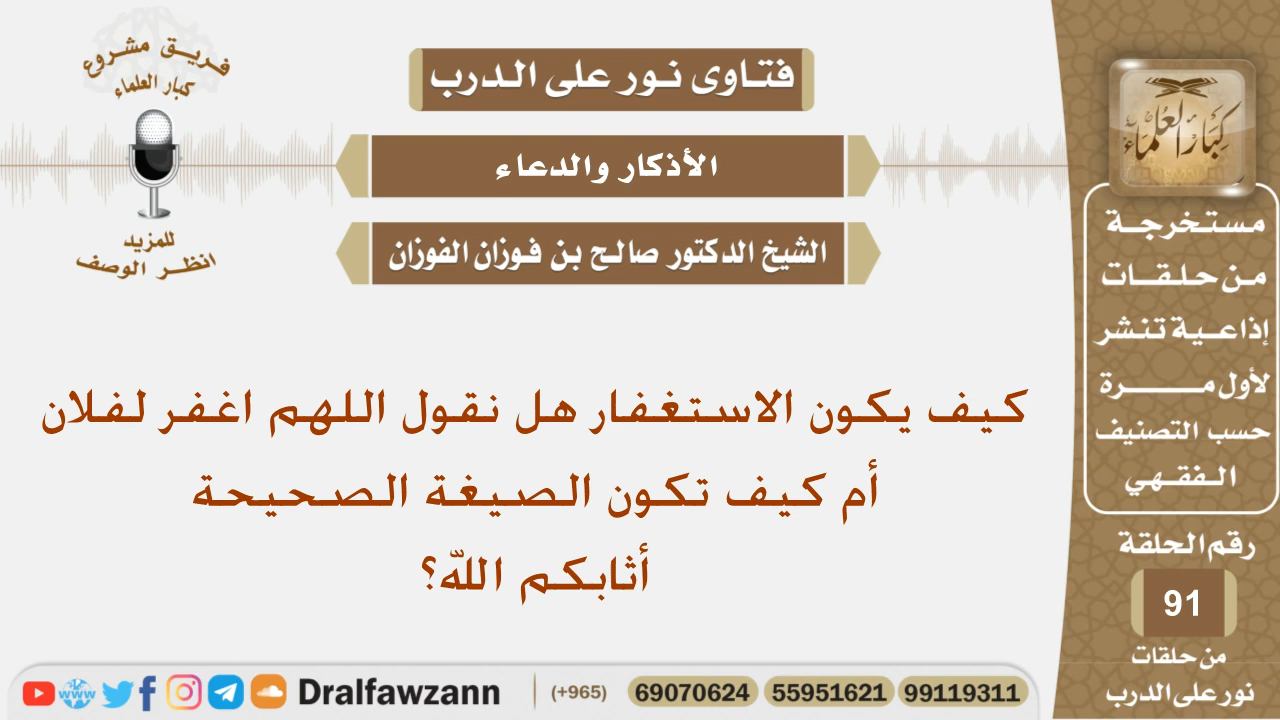 فريق مشروع
كبار العلماء
للمزيد
انظر الوصف
فتاوى نور على الدرب
الأذكار والدعاء
الشيخ الدكتور صالح بن فوزان الفوزان
كيف يكون الاستغفار هل نقول اللهم اغفر لفلان
أم كيف تكون الصيغة الصحيحة
أثابكم الله؟
كبار العلماء
مستخرجة
من حلقات
إذاعية تنشر
لأول مرة
حسب التصنيف
الفقهي
رقم الحلقة
91
من حلقات
نور على الدرب
www
Dralfawzann
(+965) 69070624 55951621 99119311